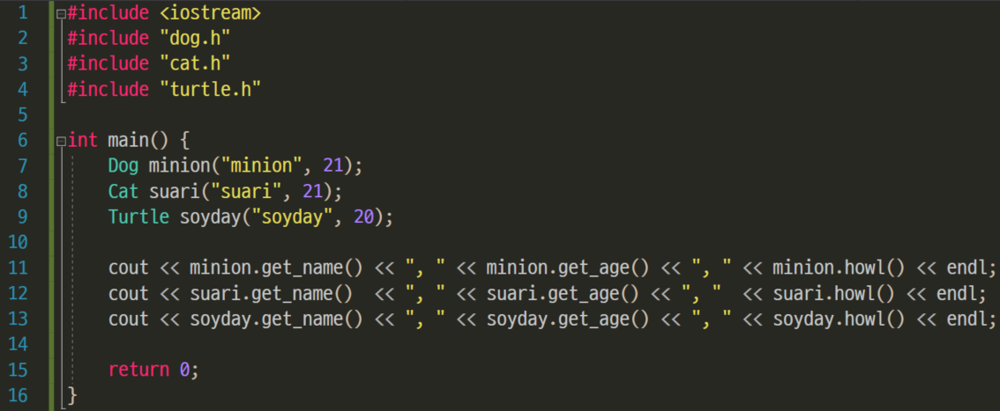 1 #include <iostream>
2 #include "dog.h"
3 #include "cat.h"
4 #include "turtle.h"
5
6 int main() {
7     Dog minion("minion", 21);
8     Cat suari("suari", 21);
9     Turtle soyday("soyday", 20);
10
11     cout << minion.get_name() << ", " << minion.get_age() << ", " << minion.howl() << endl;
12     cout << suari.get_name()  << ", " << suari.get_age() << ", "  << suari.howl() << endl;
13     cout << soyday.get_name() << ", " << soyday.get_age() << ", " << soyday.howl() << endl;
14
15     return 0;
16 }